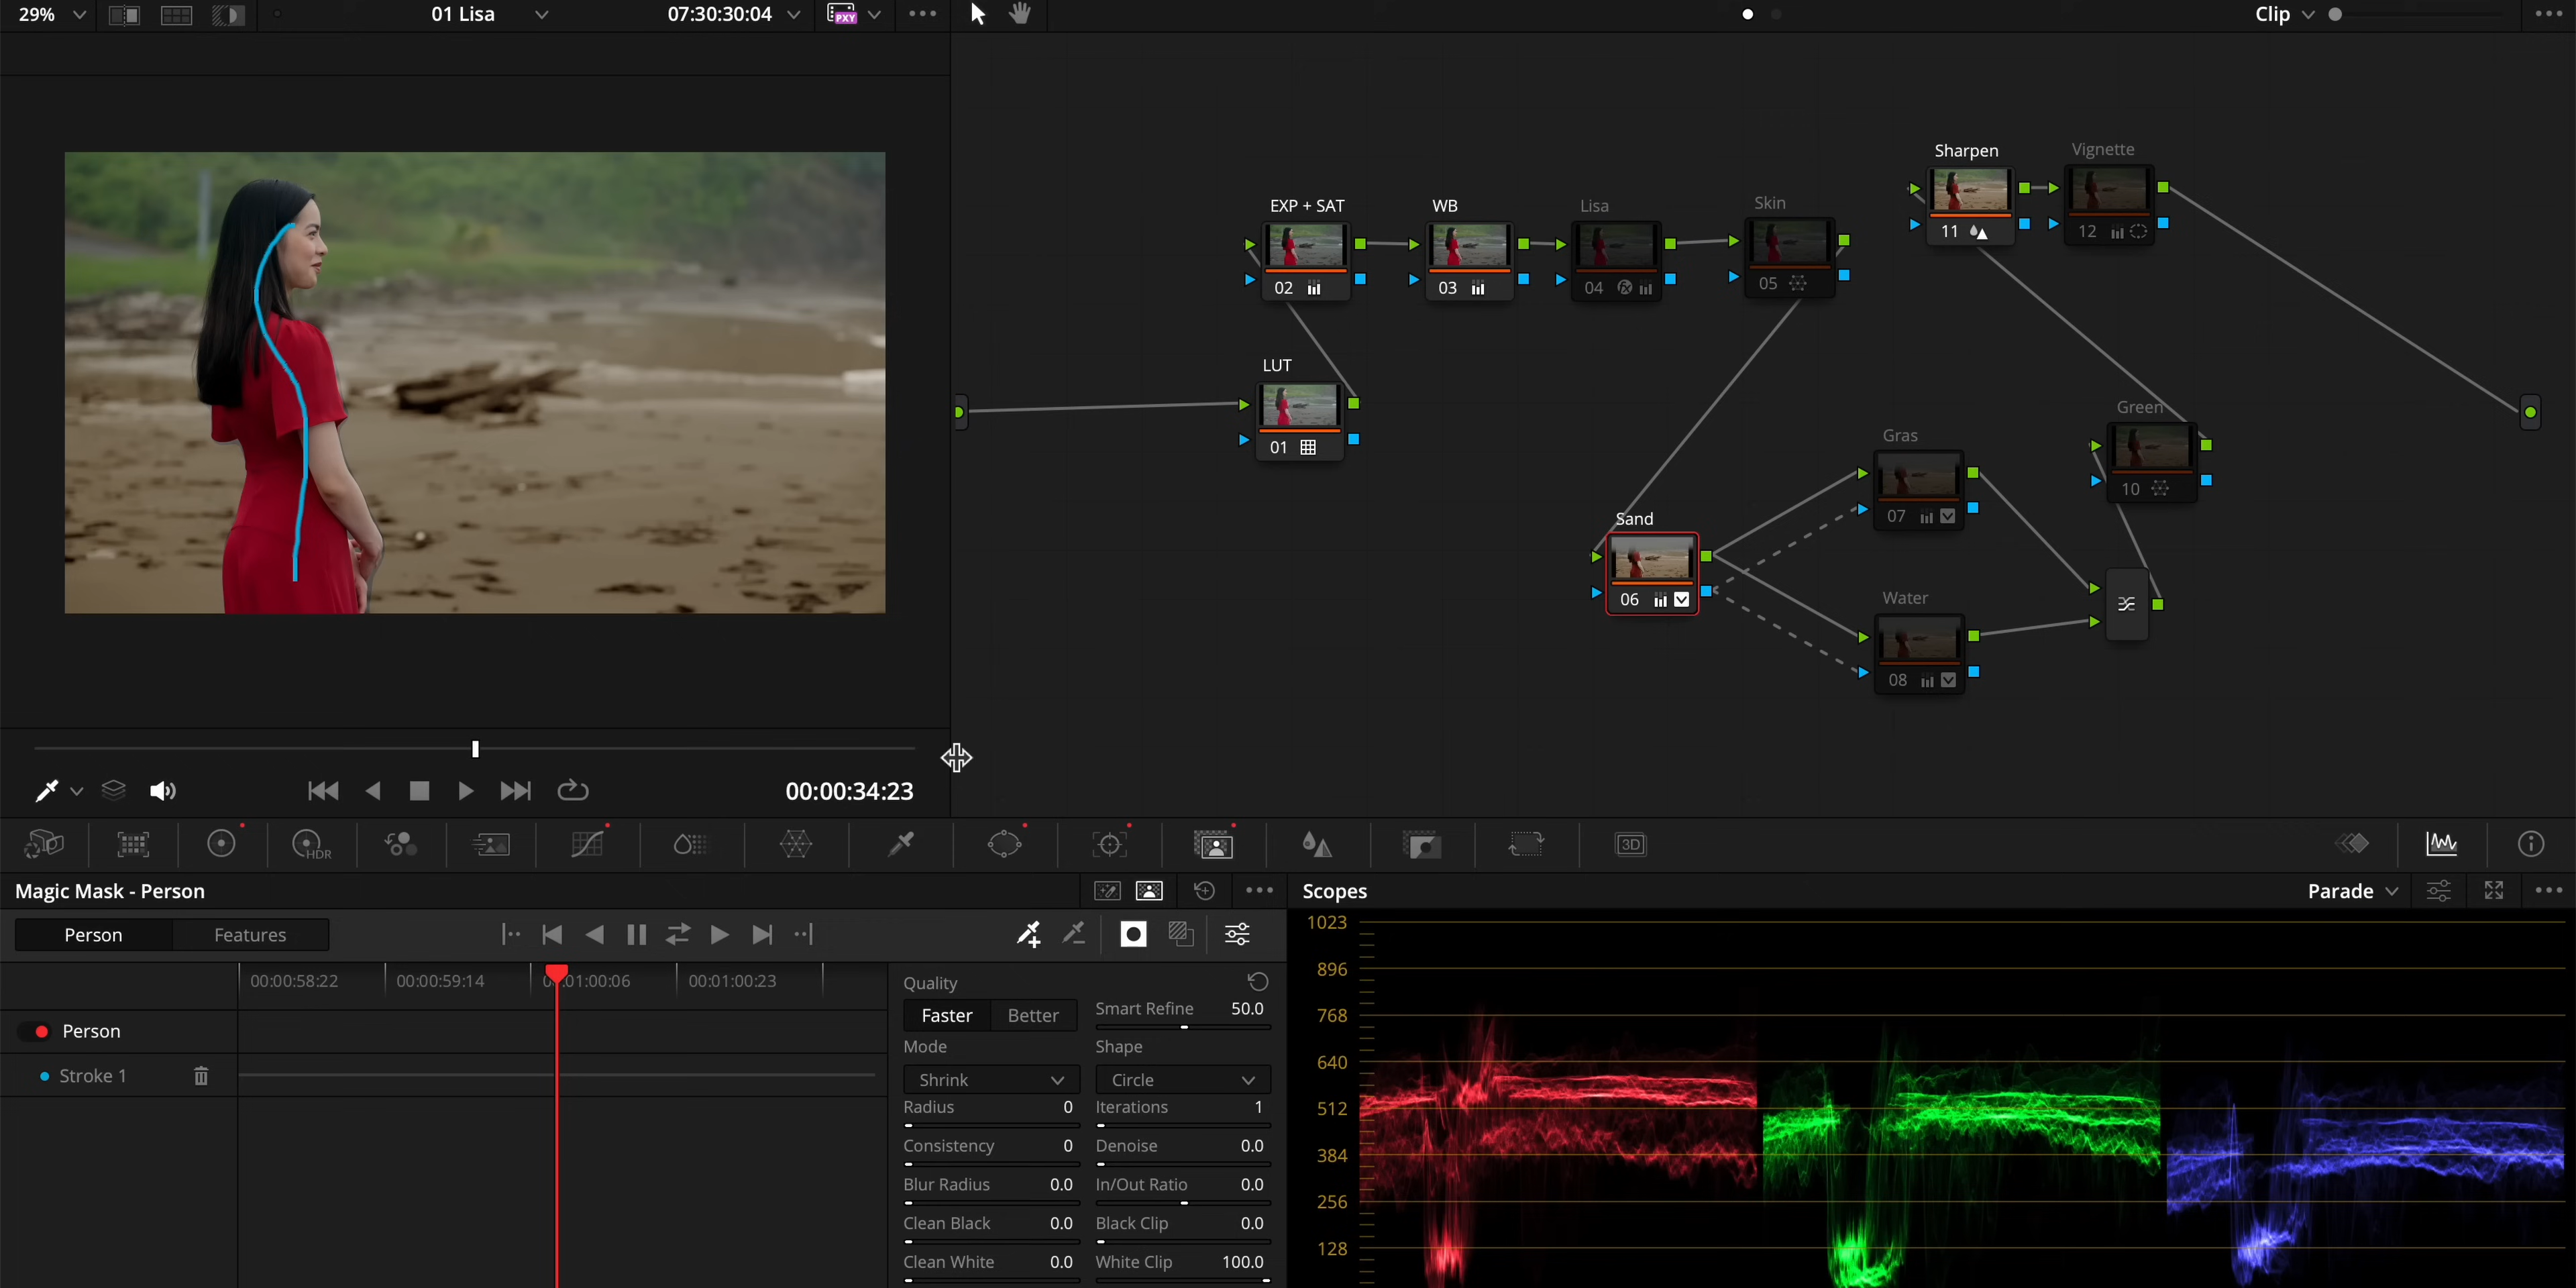 29%
01 Lisa
07:30:30:04
PXY
Clip
Sharpen
Vignette
11
12
EXP + SAT
WB
Lisa
Skin
02
03
04
05
LUT
01
Green
10
Gras
07
Sand
06
Water
08
00:00:34:23
HDR
3D
Magic Mask - Person
Person
Features
00:00:58:22
00:00:59:14
:01:00:06
00:01:00:23
Person
Stroke 1
Quality
Faster
Better
Smart Refine 50.0
Mode
Shape
Shrink
Circle
Radius 0
Iterations 1
Consistency 0
Denoise 0.0
Blur Radius 0.0
In/Out Ratio 0.0
Clean Black 0.0
Black Clip 0.0
Clean White 0.0
White Clip 100.0
Scopes
Parade
1023
896
768
640
512
384
256
128